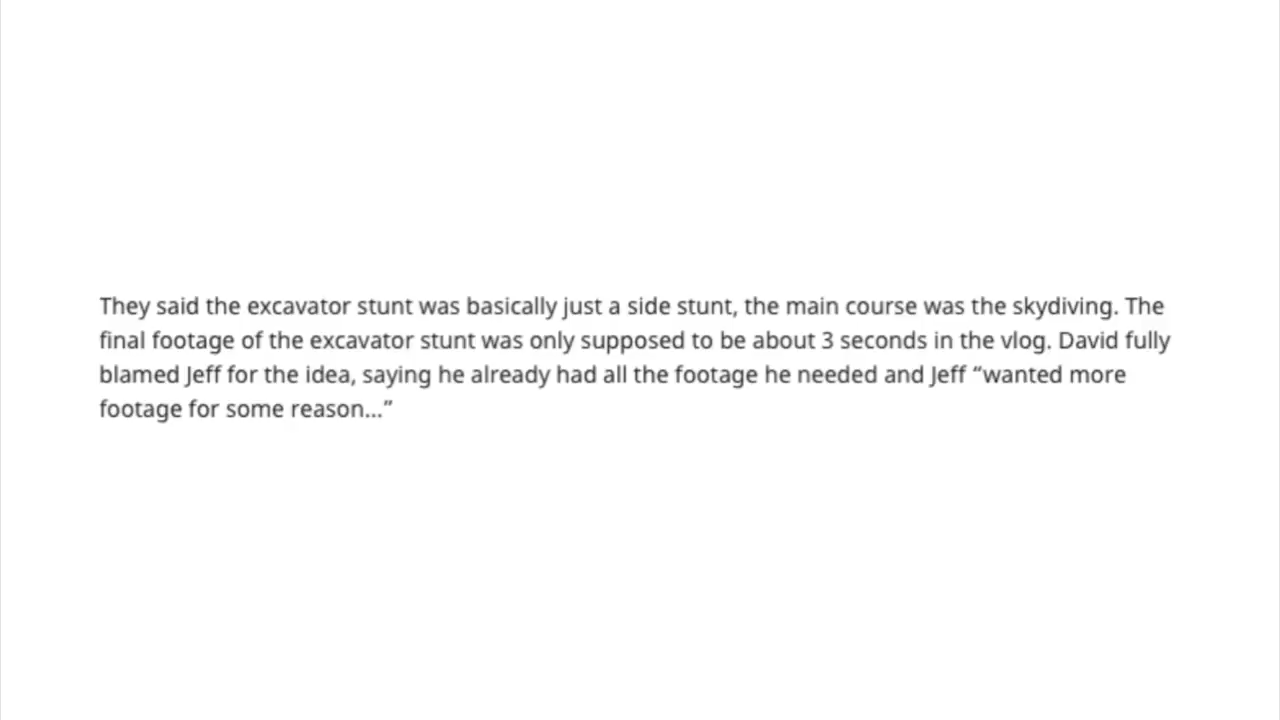 They said the excavator stunt was basically just a side stunt, the main course was the skydiving. The
final footage of the excavator stunt was only supposed to be about 3 seconds in the vlog. David fully
blamed Jeff for the idea, saying he already had all the footage he needed and Jeff “wanted more
footage for some reason...”